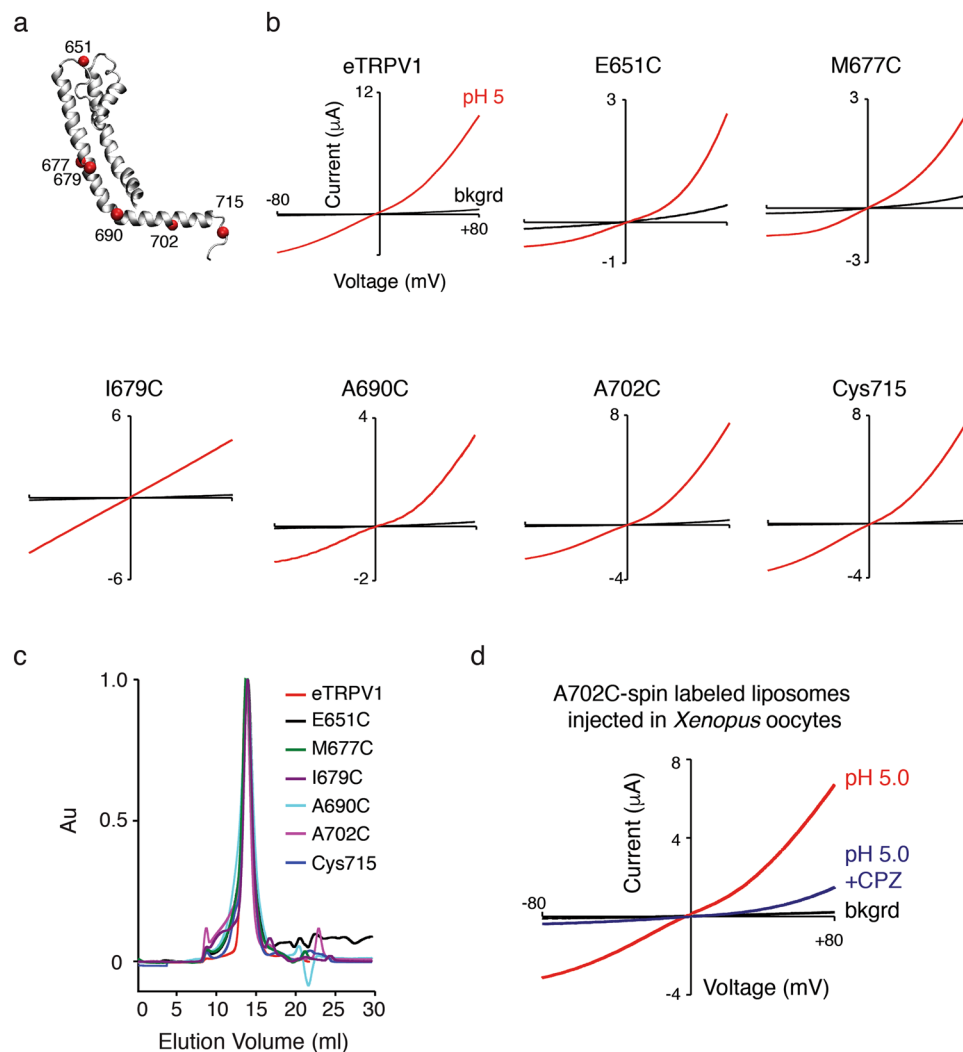 a
651
677
679
690
702
715
b
eTRPV1
12
Current (μA)
pH 5
bkgrd
-80
+80
Voltage (mV)
E651C
3
-1
M677C
3
-3
I679C
6
-6
A690C
4
-2
A702C
8
-4
Cys715
8
-4
c
1.0
0.5
0
Au
eTRPV1
E651C
M677C
I679C
A690C
A702C
Cys715
0 5 10 15 20 25 30
Elution Volume (ml)
d
A702C-spin labeled liposomes
injected in Xenopus oocytes
8
4
-4
Current (μA)
pH 5.0
pH 5.0
+CPZ
bkgrd
-80
+80
Voltage (mV)